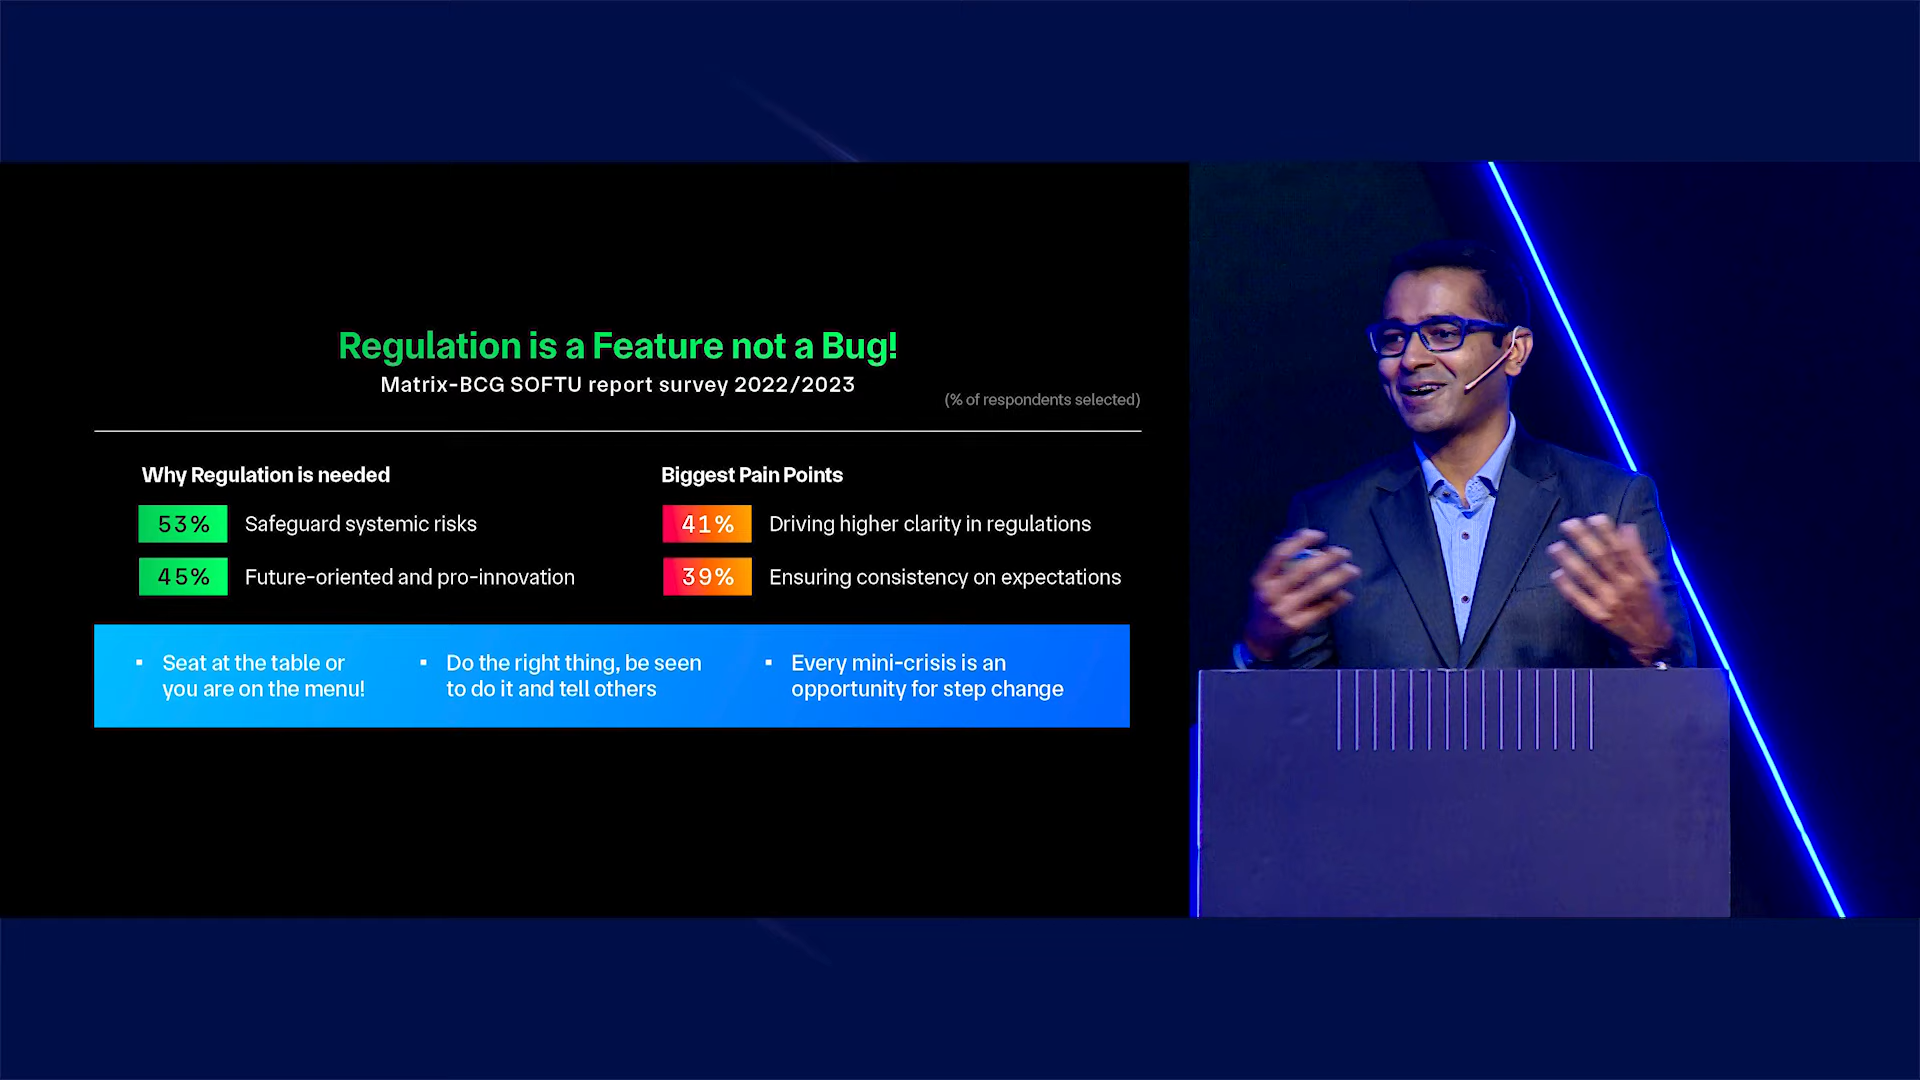 Regulation is a Feature not a Bug!
Matrix-BCG SOFTU report survey 2022/2023
(% of respondents selected)
Why Regulation is needed
53% Safeguard systemic risks
45% Future-oriented and pro-innovation
Biggest Pain Points
41% Driving higher clarity in regulations
39% Ensuring consistency on expectations
▪ Seat at the table or
you are on the menu!
▪ Do the right thing, be seen
to do it and tell others
▪ Every mini-crisis is an
opportunity for step change